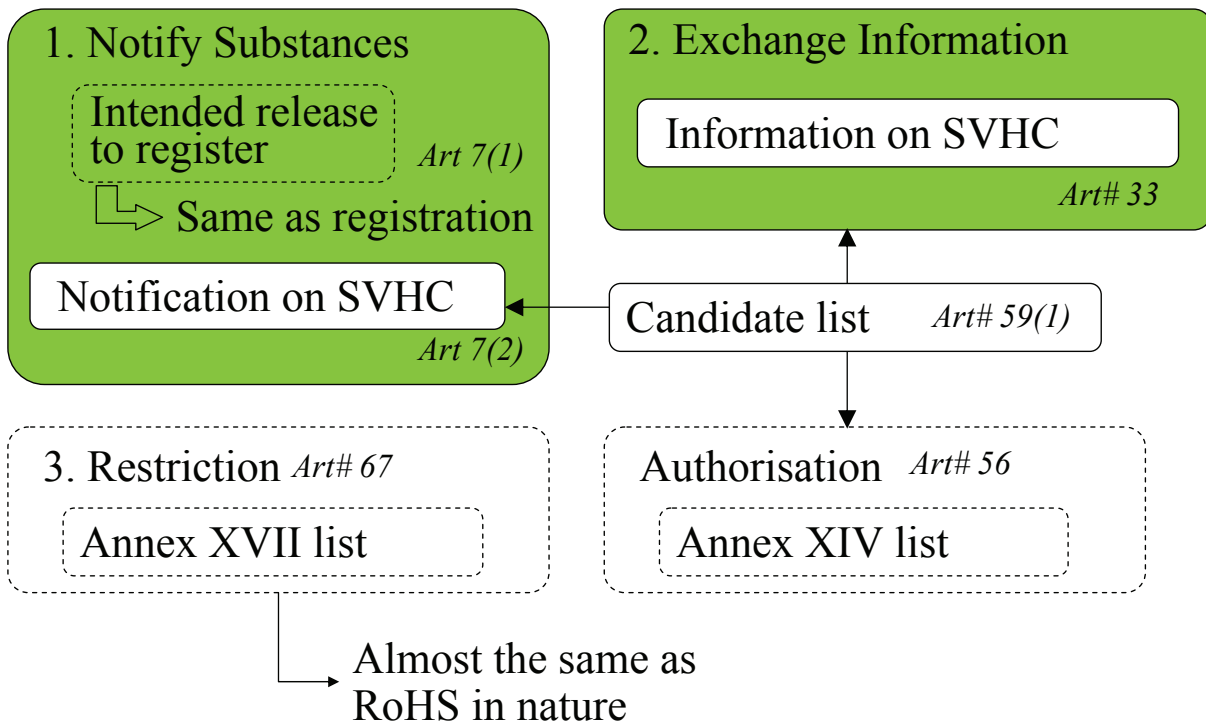 1. Notify Substances
Intended release
to register
Art 7(1)
Same as registration
Notification on SVHC
Art 7(2)
2. Exchange Information
Information on SVHC
Art# 33
Candidate list Art# 59(1)
3. Restriction Art# 67
Annex XVII list
Authorisation Art# 56
Annex XIV list
Almost the same as
RoHS in nature